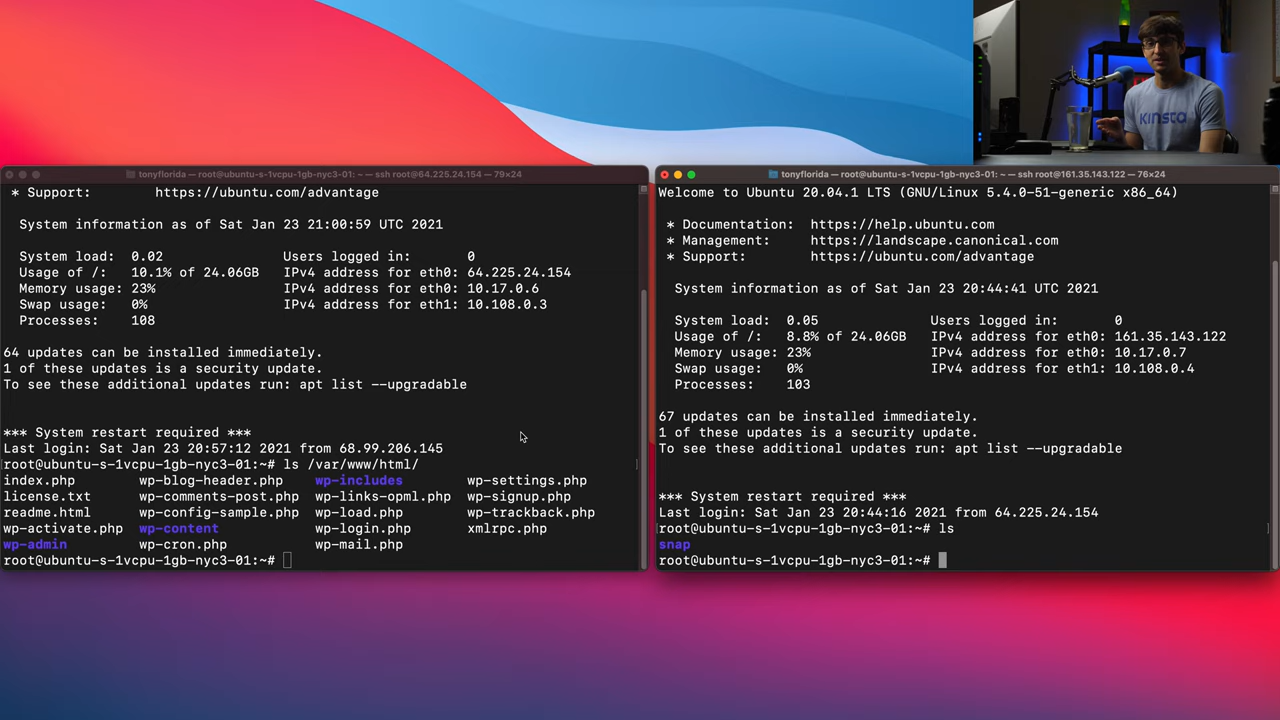 KINSTA
tonyflorida — root@ubuntu-s-1vcpu-1gb-nyc3-01: ~ — ssh root@64.225.24.154 — 79×24
* Support:        https://ubuntu.com/advantage
System information as of Sat Jan 23 21:00:59 UTC 2021
System load:  0.02              Users logged in:       0
Usage of /:   10.1% of 24.06GB   IPv4 address for eth0: 64.225.24.154
Memory usage: 23%               IPv4 address for eth0: 10.17.0.6
Swap usage:   0%                IPv4 address for eth1: 10.108.0.3
Processes:    108
64 updates can be installed immediately.
1 of these updates is a security update.
To see these additional updates run: apt list --upgradable
*** System restart required ***
Last login: Sat Jan 23 20:57:12 2021 from 68.99.206.145
root@ubuntu-s-1vcpu-1gb-nyc3-01:~# ls /var/www/html/
index.php        wp-blog-header.php    wp-includes        wp-settings.php
license.txt      wp-comments-post.php  wp-links-opml.php  wp-signup.php
readme.html      wp-config-sample.php  wp-load.php        wp-trackback.php
wp-activate.php  wp-content            wp-login.php       xmlrpc.php
wp-admin         wp-cron.php           wp-mail.php
root@ubuntu-s-1vcpu-1gb-nyc3-01:~#
tonyflorida — root@ubuntu-s-1vcpu-1gb-nyc3-01: ~ — ssh root@161.35.143.122 — 76×24
Welcome to Ubuntu 20.04.1 LTS (GNU/Linux 5.4.0-51-generic x86_64)
* Documentation:  https://help.ubuntu.com
* Management:     https://landscape.canonical.com
* Support:        https://ubuntu.com/advantage
System information as of Sat Jan 23 20:44:41 UTC 2021
System load:  0.05              Users logged in:       0
Usage of /:   8.8% of 24.06GB   IPv4 address for eth0: 161.35.143.122
Memory usage: 23%               IPv4 address for eth0: 10.17.0.7
Swap usage:   0%                IPv4 address for eth1: 10.108.0.4
Processes:    103
67 updates can be installed immediately.
1 of these updates is a security update.
To see these additional updates run: apt list --upgradable
*** System restart required ***
Last login: Sat Jan 23 20:44:16 2021 from 64.225.24.154
root@ubuntu-s-1vcpu-1gb-nyc3-01:~# ls
snap
root@ubuntu-s-1vcpu-1gb-nyc3-01:~#